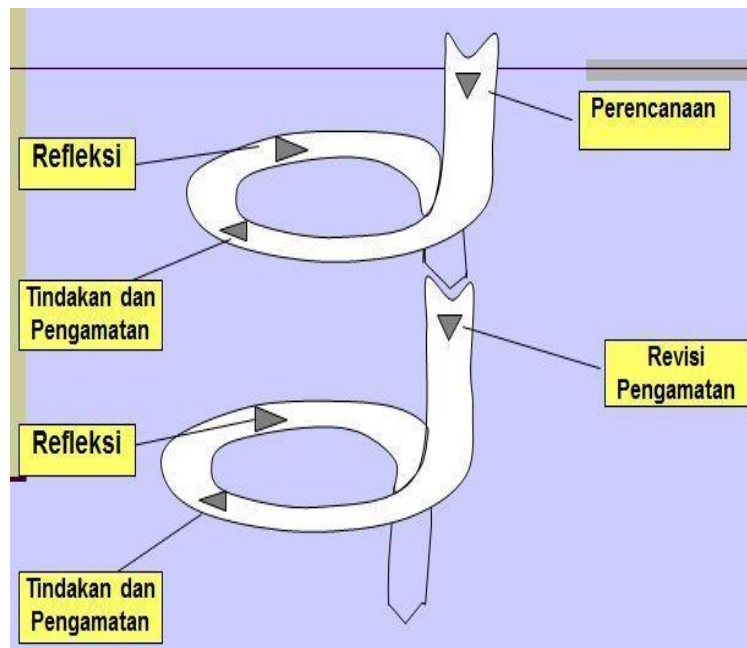 Perencanaan
Refleksi
Tindakan dan
Pengamatan
Revisi
Pengamatan
Refleksi
Tindakan dan
Pengamatan